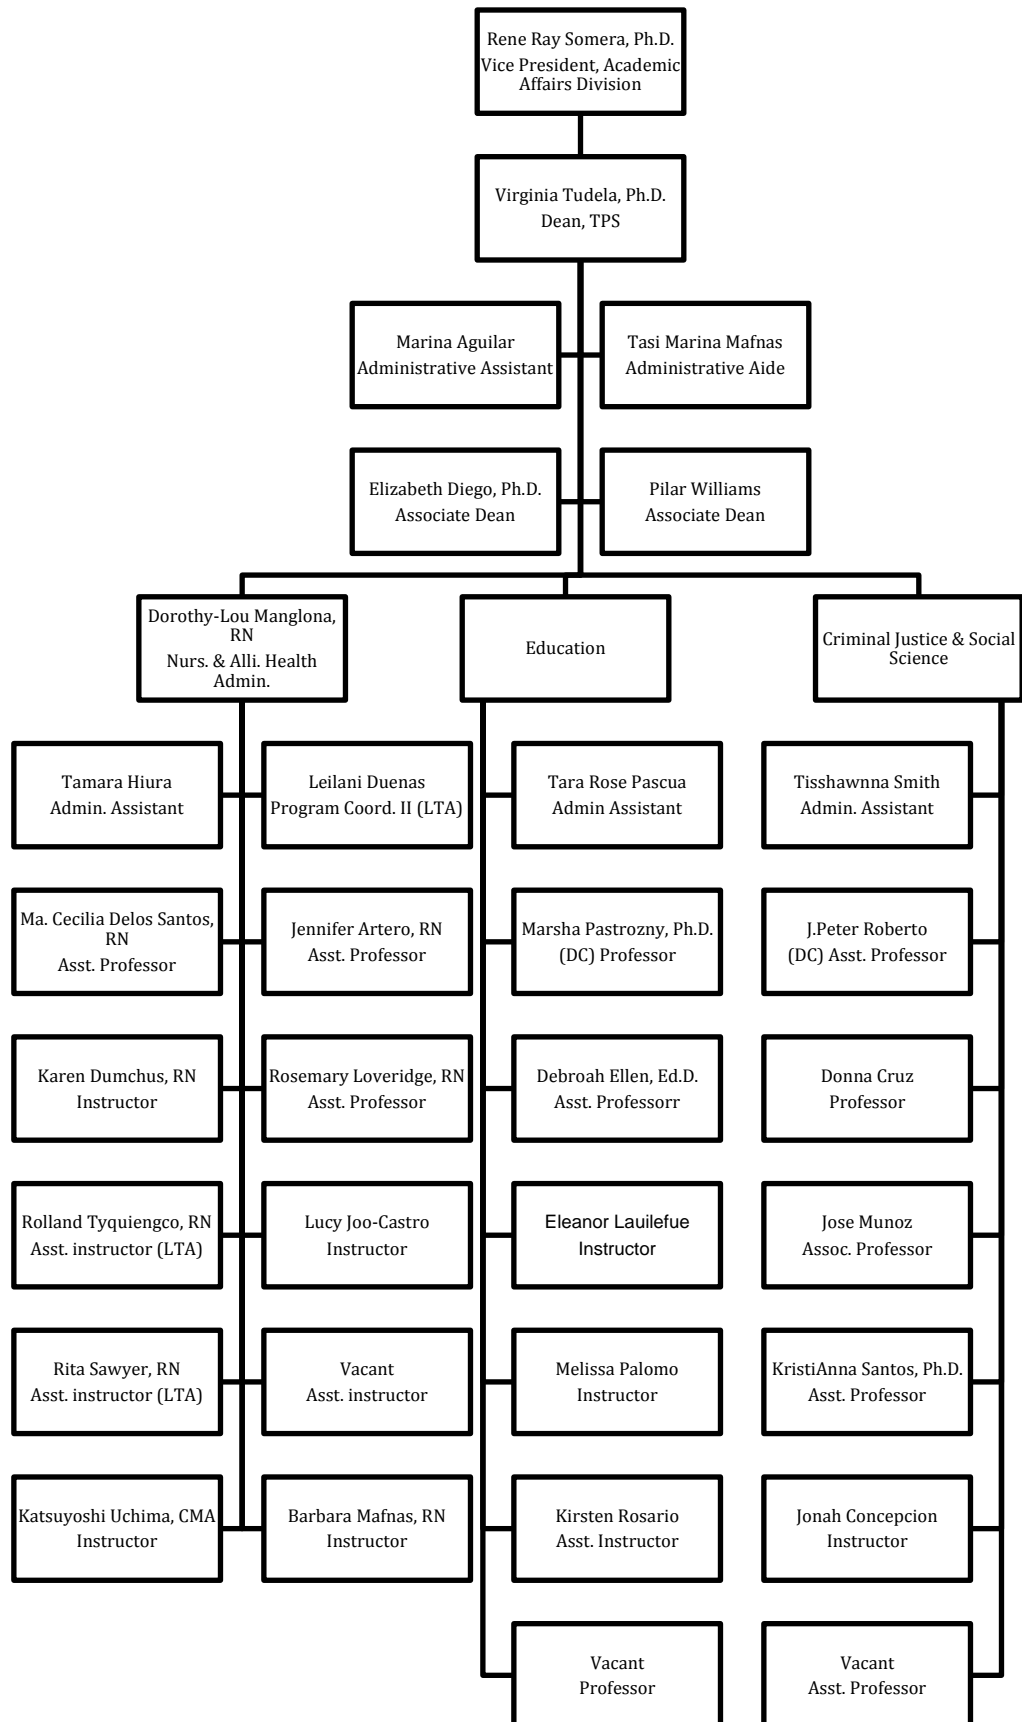 Rene Ray Somera, Ph.D.
Vice President, Academic
Affairs Division
Virginia Tudela, Ph.D.
Dean, TPS
Marina Aguilar
Administrative Assistant
Tasi Marina Mafnas
Administrative Aide
Elizabeth Diego, Ph.D.
Associate Dean
Pilar Williams
Associate Dean
Dorothy-Lou Manglona,
RN
Nurs. & Alli. Health
Admin.
Education
Criminal Justice & Social
Science
Tamara Hiura
Admin. Assistant
Leilani Duenas
Program Coord. II (LTA)
Tara Rose Pascua
Admin Assistant
Tisshawnna Smith
Admin. Assistant
Ma. Cecilia Delos Santos,
RN
Asst. Professor
Jennifer Artero, RN
Asst. Professor
Marsha Pastrozny, Ph.D.
(DC) Professor
J.Peter Roberto
(DC) Asst. Professor
Karen Dumchus, RN
Instructor
Rosemary Loveridge, RN
Asst. Professor
Debroah Ellen, Ed.D.
Asst. Professorr
Donna Cruz
Professor
Rolland Tyquiengco, RN
Asst. instructor (LTA)
Lucy Joo-Castro
Instructor
Eleanor Lauilefue
Instructor
Jose Munoz
Assoc. Professor
Rita Sawyer, RN
Asst. instructor (LTA)
Vacant
Asst. instructor
Melissa Palomo
Instructor
KristiAnna Santos, Ph.D.
Asst. Professor
Katsuyoshi Uchima, CMA
Instructor
Barbara Mafnas, RN
Instructor
Kirsten Rosario
Asst. Instructor
Jonah Concepcion
Instructor
Vacant
Professor
Vacant
Asst. Professor